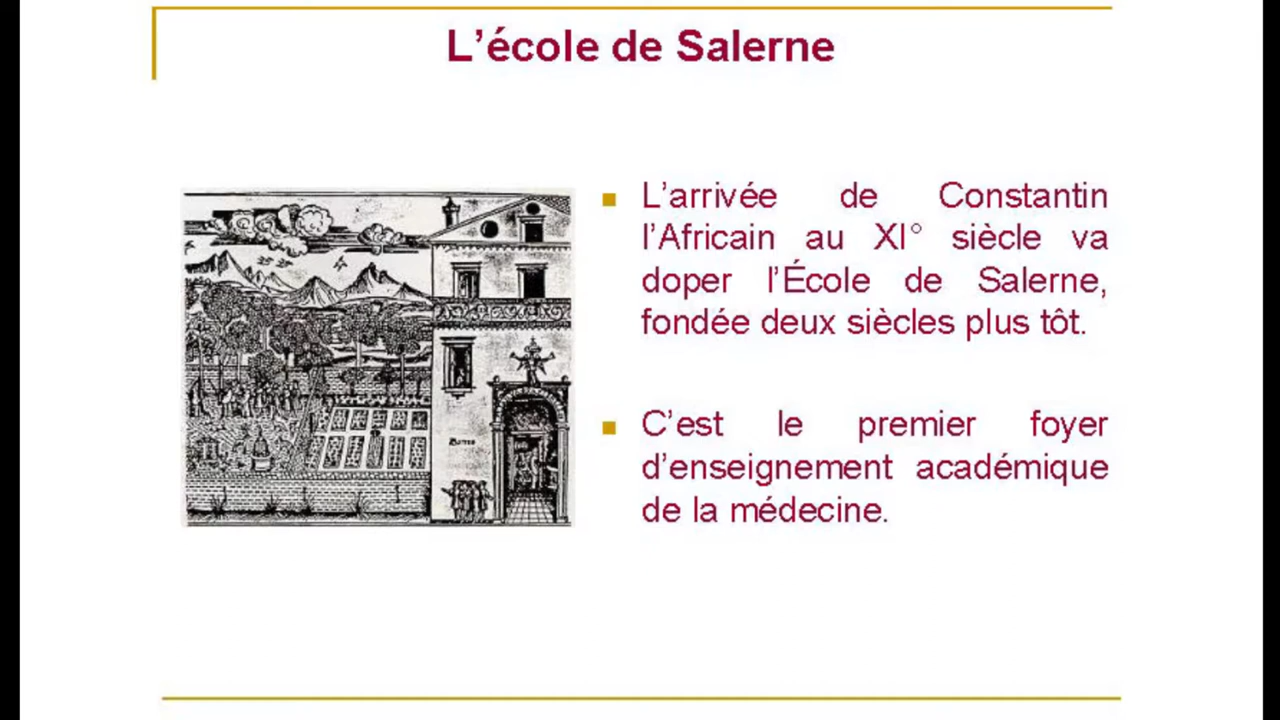 L'école de Salerne
L'arrivée de Constantin
l'Africain au XI° siècle va
doper l'École de Salerne,
fondée deux siècles plus tôt.
C'est le premier foyer
d'enseignement académique
de la médecine.